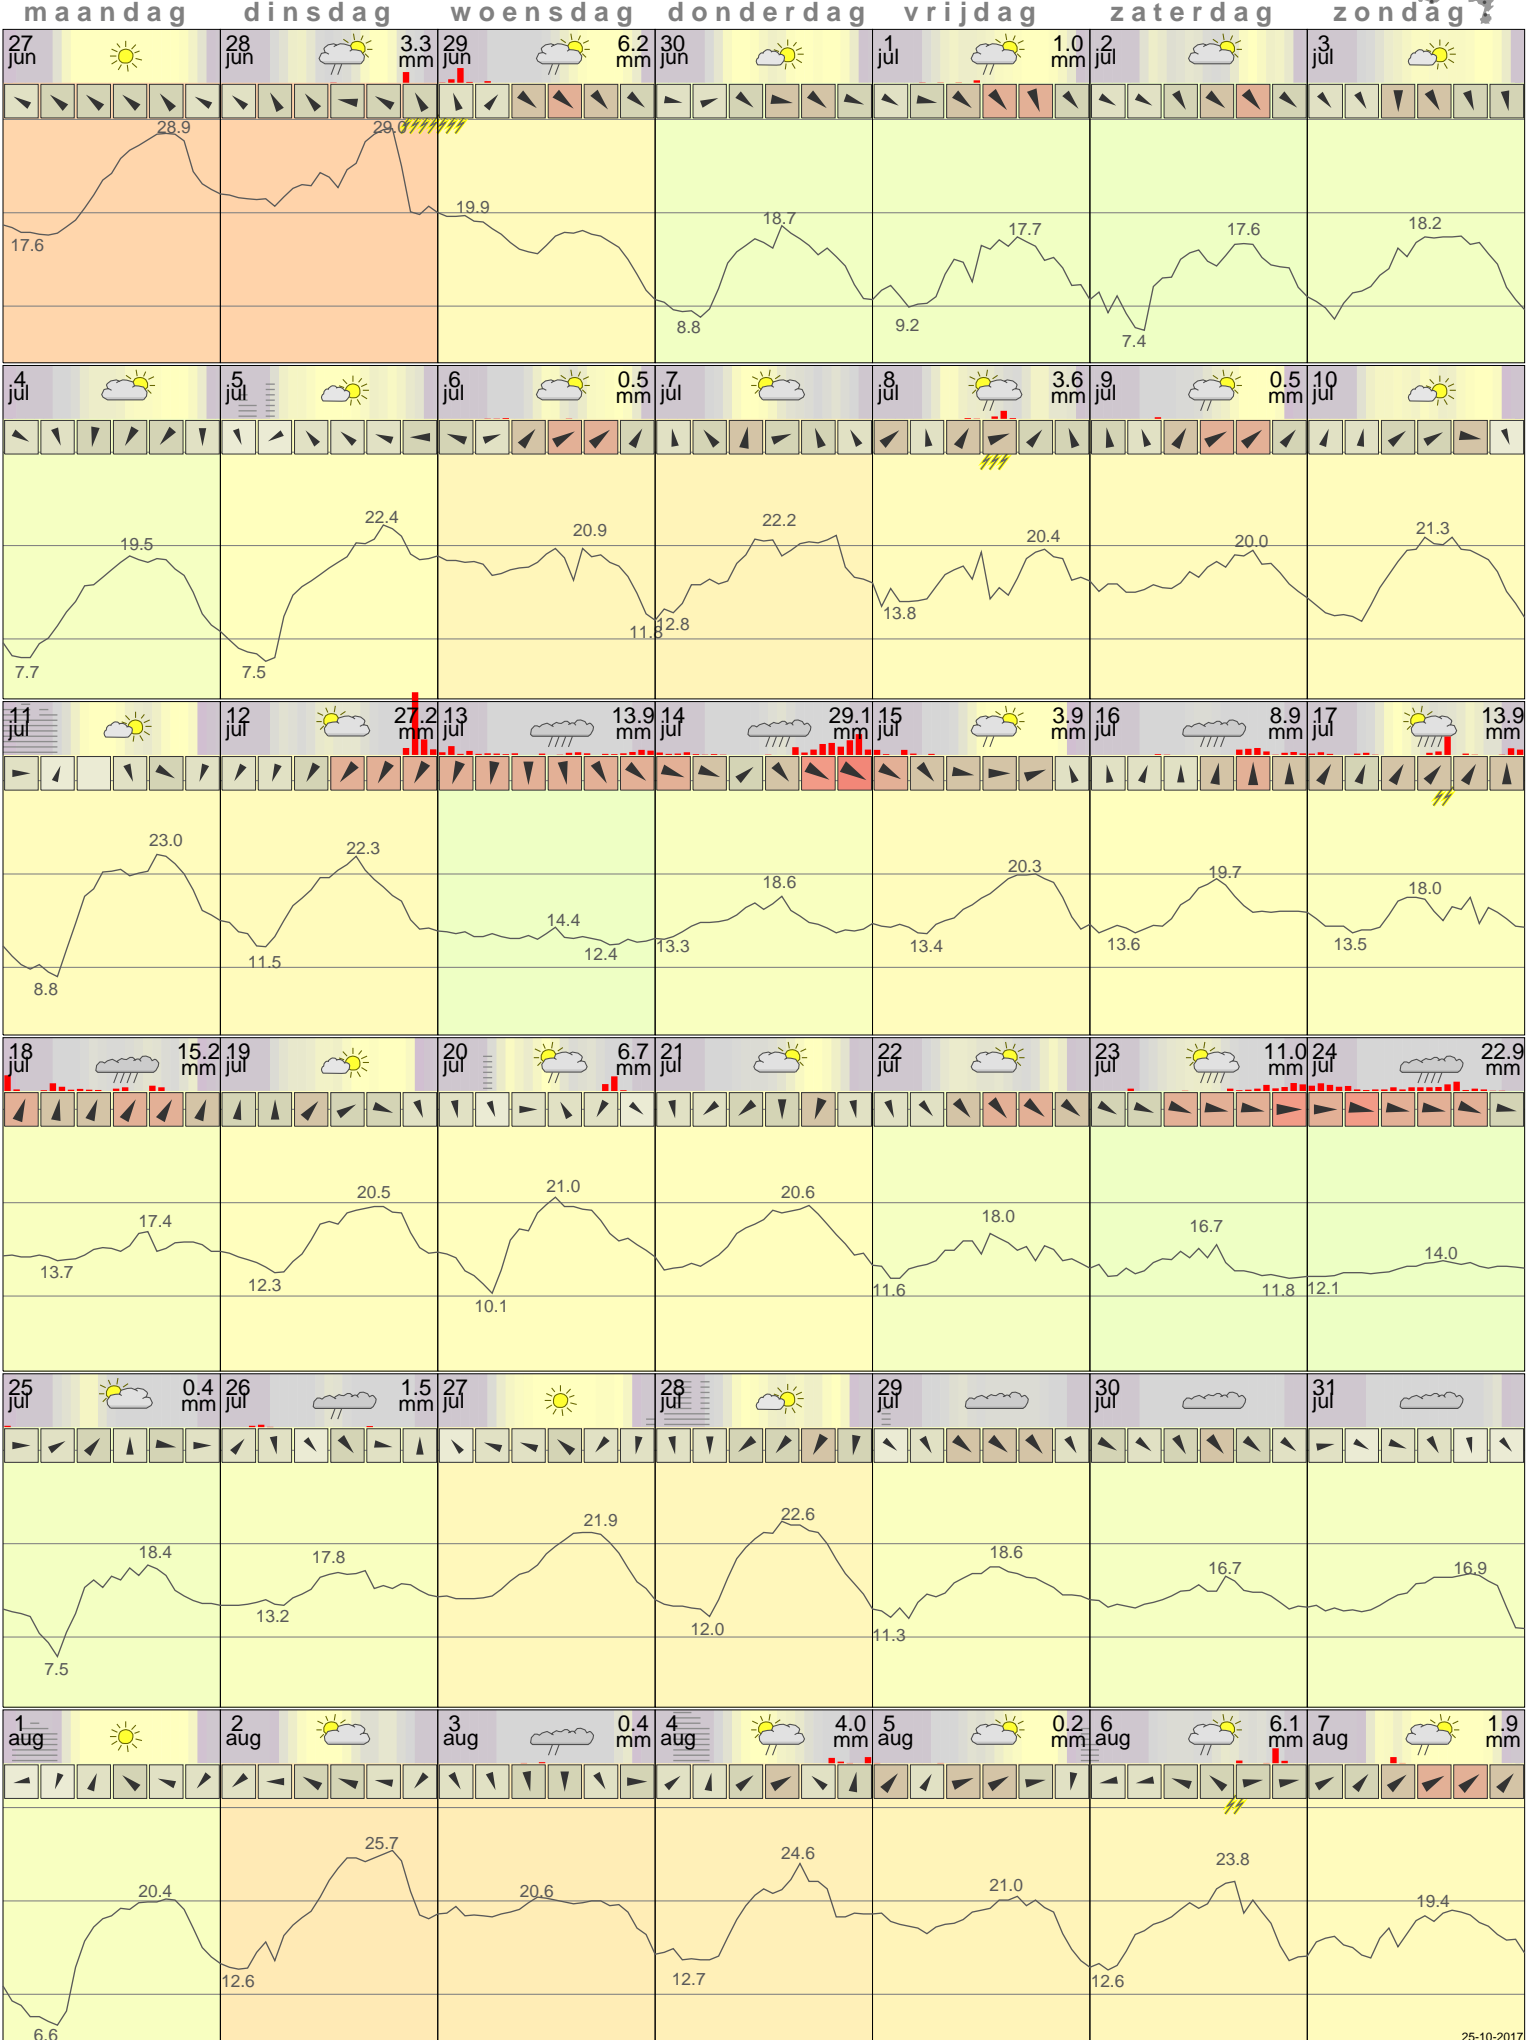 maandag dinsdag woensdag donderdag vrijdag zaterdag zondag
27 28 3.3 29 6.2 30 1 1.0 2 3
jun jun mm jun mm jun jul mm jul jul
28.9 29.0
19.9 18.7 17.7 17.6 18.2
17.6 8.8 9.2 7.4
4 5 6 0.5 7 8 3.6 9 0.5 10
jul jul jul mm jul jul mm jul mm jul
19.5 22.4 20.9 22.2 20.4 20.0 21.3
7.7 7.5 11.8 12.8 13.8
11 12 27.2 13 13.9 14 29.1 15 3.9 16 8.9 17 13.9
jul jul mm jul mm jul mm jul mm jul mm jul mm
23.0 22.3 14.4 18.6 20.3 19.7 18.0
8.8 11.5 12.4 13.3 13.4 13.6 13.5
18 15.2 19 20 6.7 21 22 23 11.0 24 22.9
jul mm jul jul mm jul jul jul mm jul mm
17.4 20.5 21.0 20.6 18.0 16.7 14.0
13.7 12.3 10.1 11.6 11.8 12.1
25 0.4 26 1.5 27 28 29 30 31
jul mm jul mm jul jul jul jul jul
18.4 17.8 21.9 22.6 18.6 16.7 16.9
7.5 13.2 12.0 11.3
1 2 3 0.4 4 4.0 5 0.2 6 6.1 7 1.9
aug aug aug mm aug mm aug mm aug mm aug mm
20.4 25.7 20.6 24.6 21.0 23.8 19.4
6.6 12.6 12.7 12.6
25-10-2017